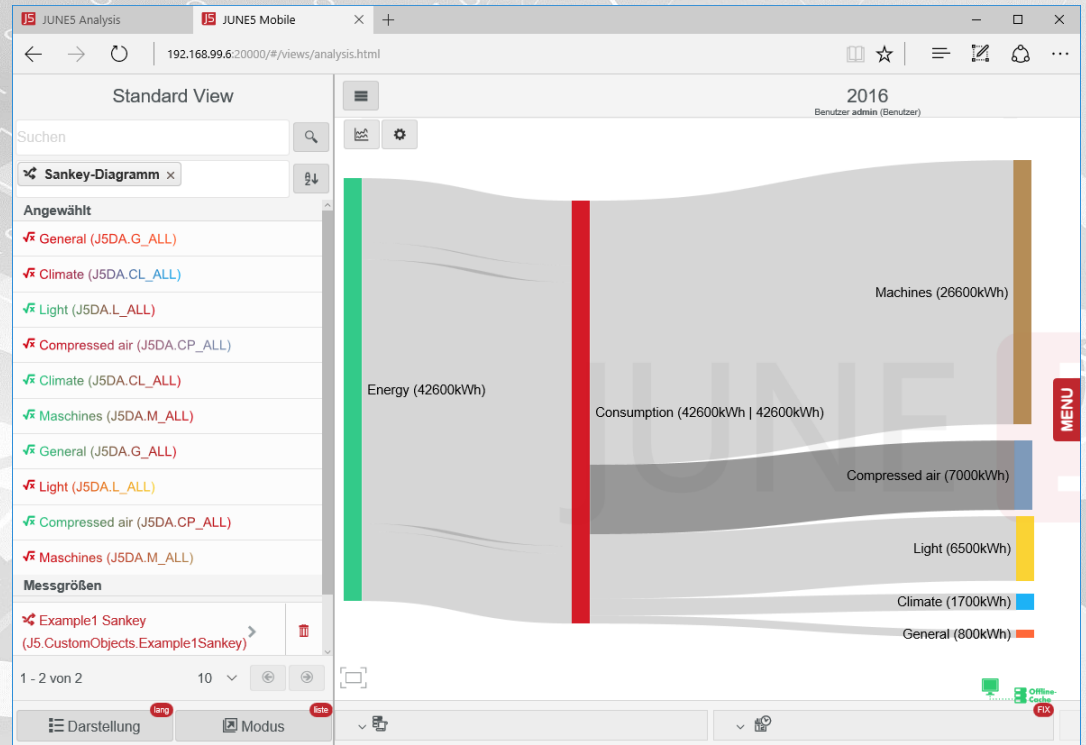 JUNE5 Analysis
JUNE5 Mobile
192.168.99.6:20000/#/views/analysis.html
Standard View
2016
Benutzer admin (Benutzer)
Suchen
Sankey-Diagramm
Angewählt
General (J5DA.G_ALL)
Climate (J5DA.CL_ALL)
Light (J5DA.L_ALL)
Compressed air (J5DA.CP_ALL)
Climate (J5DA.CL_ALL)
Maschines (J5DA.M_ALL)
General (J5DA.G_ALL)
Light (J5DA.L_ALL)
Compressed air (J5DA.CP_ALL)
Maschines (J5DA.M_ALL)
Messgrößen
Example1 Sankey
(J5.CustomObjects.Example1Sankey)
1 - 2 von 2
10
lang
Darstellung
liste
Modus
Energy (42600kWh)
Consumption (42600kWh | 42600kWh)
Machines (26600kWh)
Compressed air (7000kWh)
Light (6500kWh)
Climate (1700kWh)
General (800kWh)
JUNE
MENU
Offline-
Cache
FIX